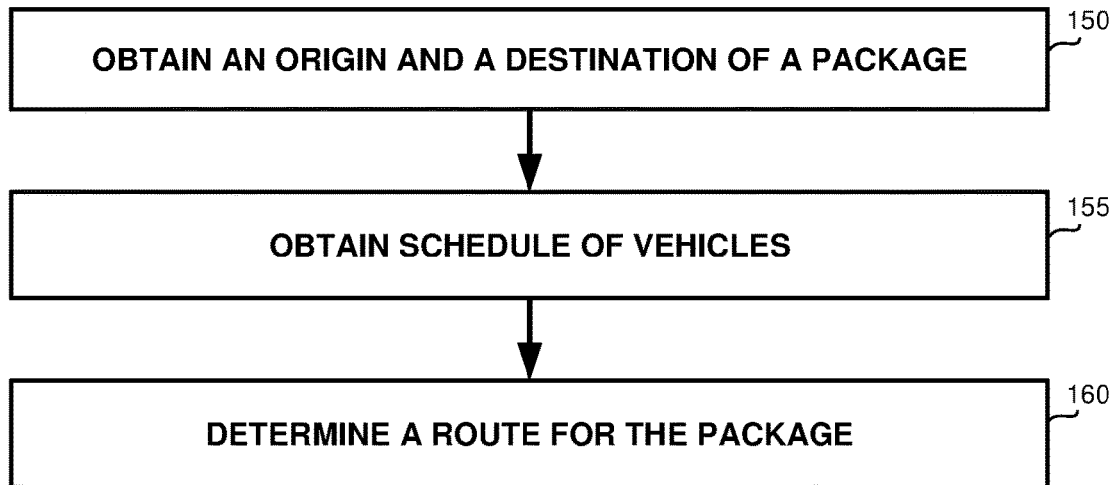 150
OBTAIN AN ORIGIN AND A DESTINATION OF A PACKAGE
155
OBTAIN SCHEDULE OF VEHICLES
160
DETERMINE A ROUTE FOR THE PACKAGE